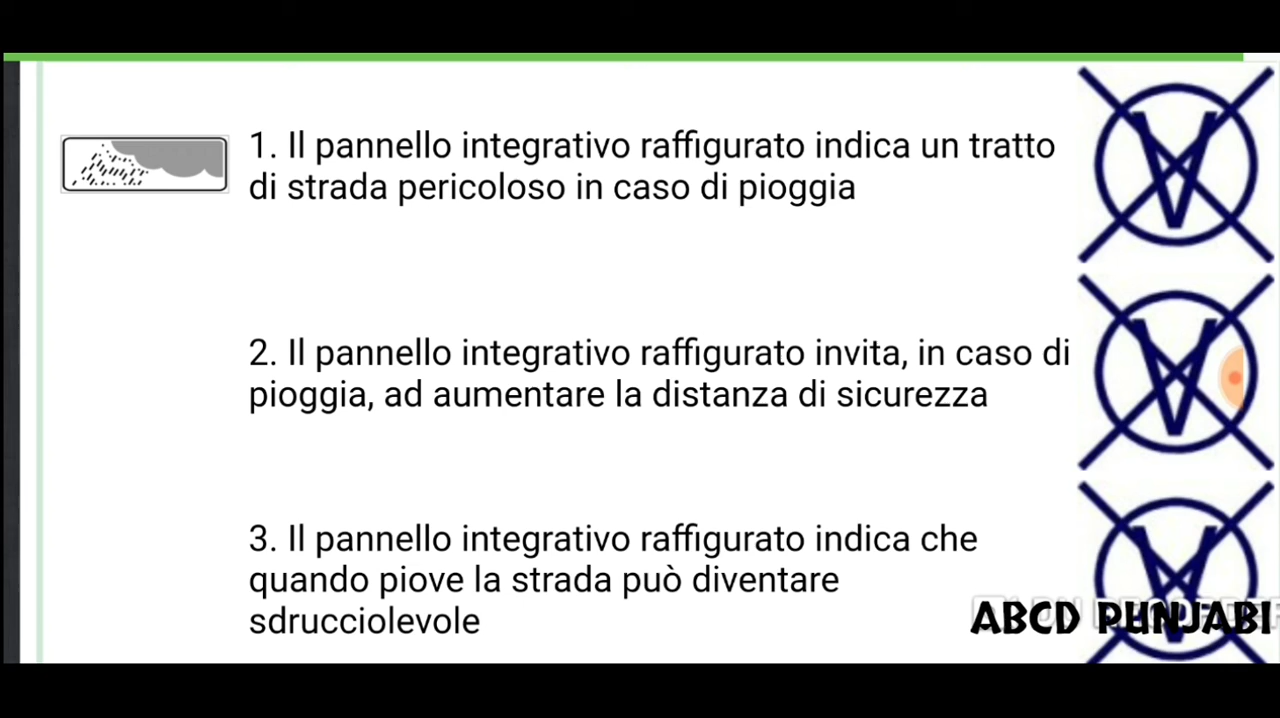 1. Il pannello integrativo raffigurato indica un tratto
di strada pericoloso in caso di pioggia
V
2. Il pannello integrativo raffigurato invita, in caso di
pioggia, ad aumentare la distanza di sicurezza
V
3. Il pannello integrativo raffigurato indica che
quando piove la strada può diventare
sdrucciolevole
V
ABCD PUNJABI